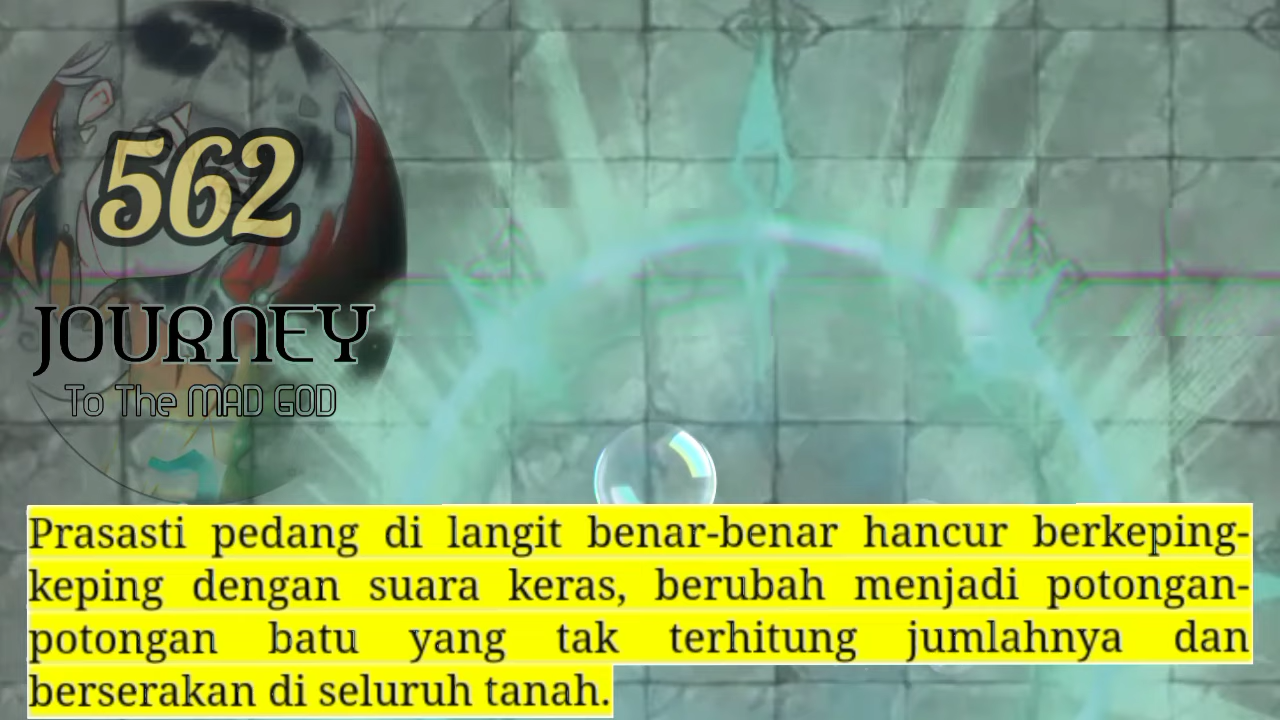 562
JOURNEY
To The MAD GOD
Prasasti pedang di langit benar-benar hancur berkeping-
keping dengan suara keras, berubah menjadi potongan-
potongan batu yang tak terhitung jumlahnya dan
berserakan di seluruh tanah.